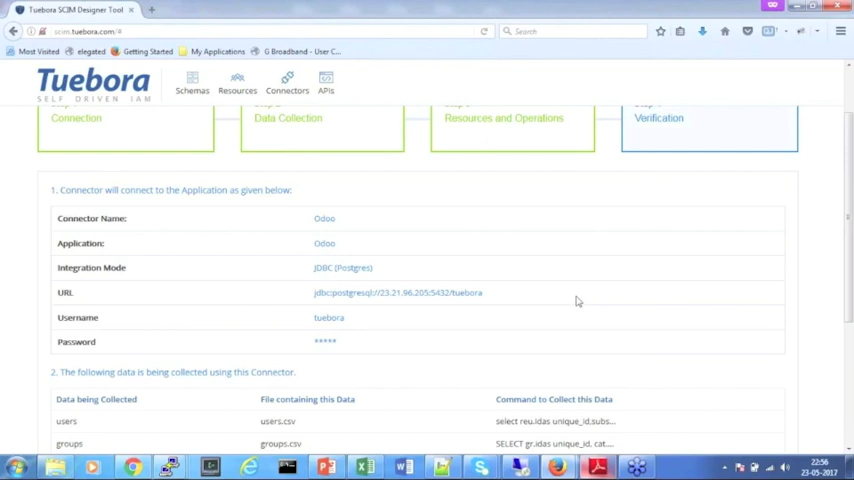 Tuebora SCIM Designer Tool
scim.tuebora.com/#
Search
Most Visited
elegated
Getting Started
My Applications
G Broadband - User C...
Tuebora
SELF DRIVEN IAM
Schemas
Resources
Connectors
APIs
Connection
Data Collection
Resources and Operations
Verification
1. Connector will connect to the Application as given below:
Connector Name: Odoo
Application: Odoo
Integration Mode JDBC (Postgres)
URL jdbc:postgresql://23.21.96.205:5432/tuebora
Username tuebora
Password *****
2. The following data is being collected using this Connector.
Data Being Collected File containing this Data Command to Collect this Data
users users.csv select reu.idas unique_id,subs...
groups groups.csv SELECT gr.idas unique_id, cat....
22:56
23-05-2017